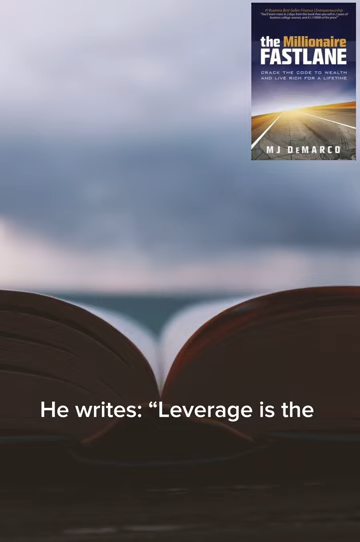 the Millionaire
FASTLANE
CRACK THE CODE TO WEALTH
AND LIVE RICH FOR A LIFETIME
MJ DEMARCO
He writes: “Leverage is the